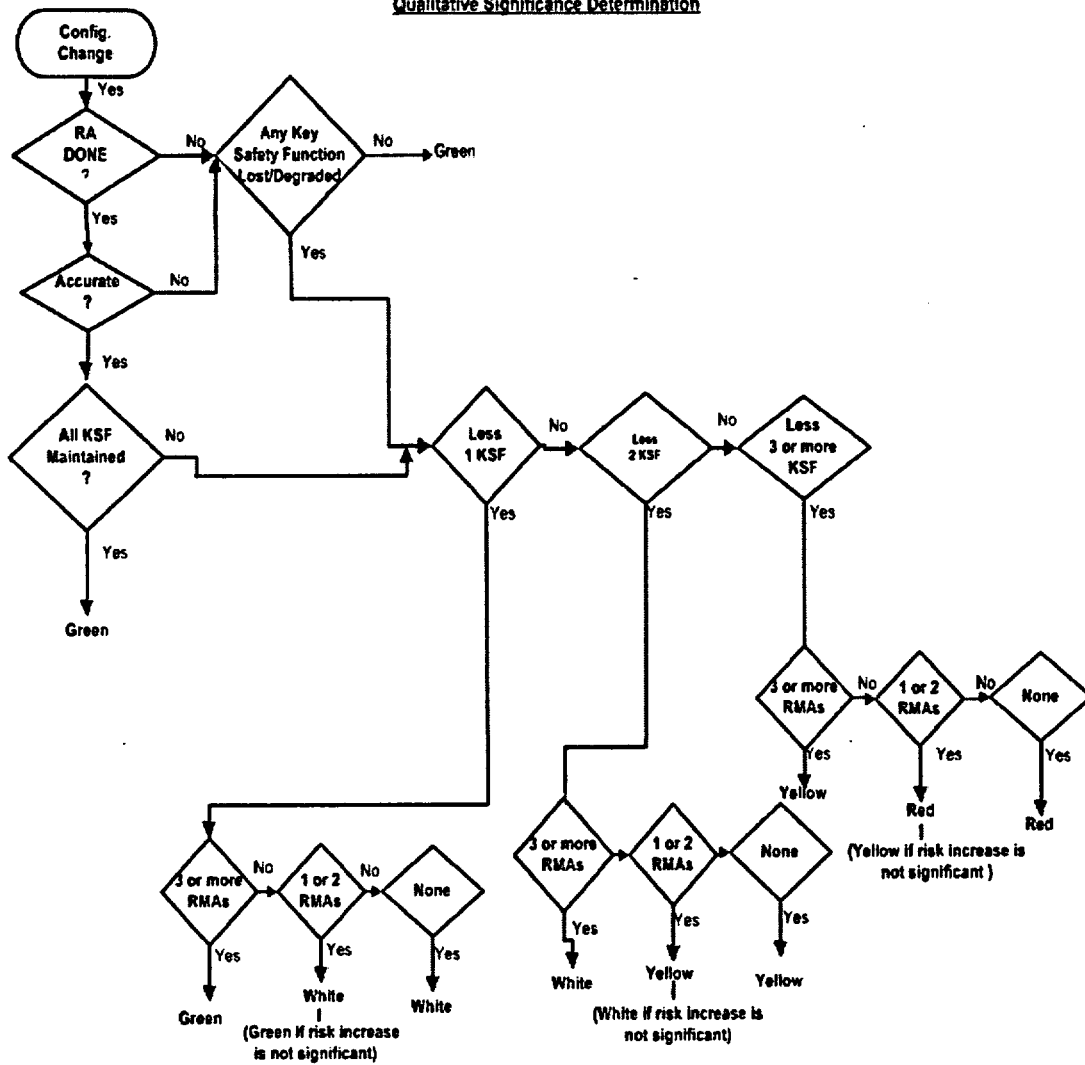 Qualitative Significance Determination
Config.
Change
Yes
RA
DONE
?
No
Any Key
Safety Function
Lost/Degraded
No
Green
Yes
Yes
Accurate
?
No
Yes
All KSF
Maintained
?
No
Yes
Green
Less
1 KSF
No
Less
2 KSF
No
Less
3 or more
KSF
Yes
Yes
Yes
3 or more
RMAs
No
1 or 2
RMAs
No
None
Yes
Yes
Yes
Yellow
Red
Red
(Yellow if risk increase is
not significant )
3 or more
RMAs
1 or 2
RMAs
None
Yes
Yes
Yes
White
Yellow
Yellow
(White if risk increase is
not significant)
3 or more
RMAs
No
1 or 2
RMAs
No
None
Yes
Yes
Yes
Green
White
White
(Green if risk increase
is not significant)